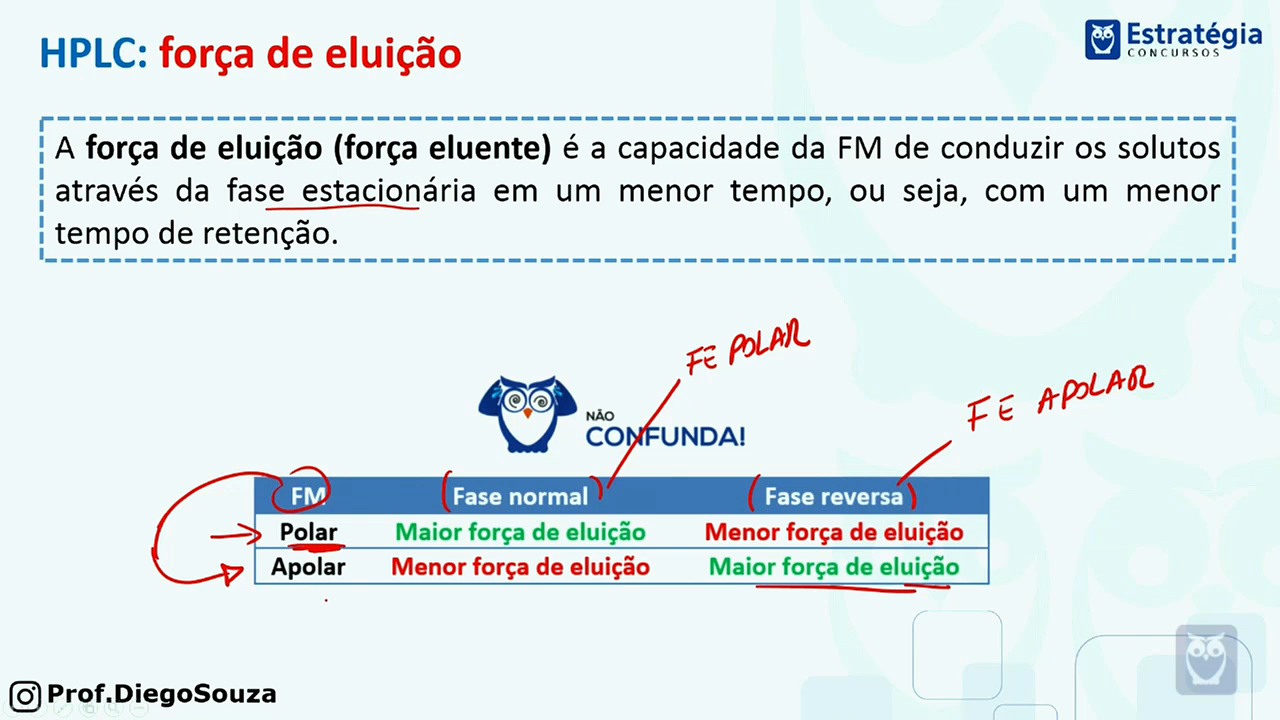 HPLC: força de eluição
Estratégia
CONCURSOS
A força de eluição (força eluente) é a capacidade da FM de conduzir os solutos
através da fase estacionária em um menor tempo, ou seja, com um menor
tempo de retenção.
FE POLAR
FE APOLAR
NÃO
CONFUNDA!
FM (Fase normal) (Fase reversa)
Polar Maior força de eluição Menor força de eluição
Apolar Menor força de eluição Maior força de eluição
Prof.DiegoSouza